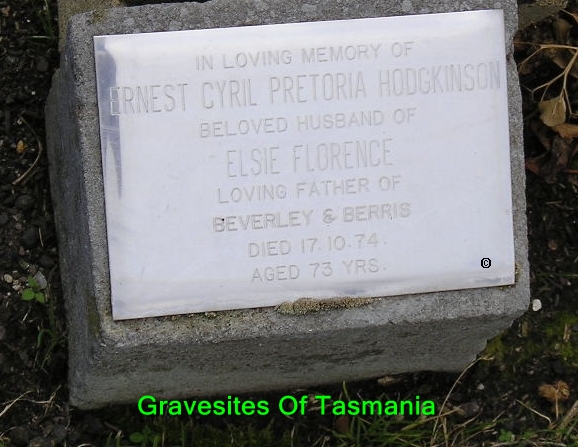 IN LOVING MEMORY OF
ERNEST CYRIL PRETORIA HODGKINSON
BELOVED HUSBAND OF
ELSIE FLORENCE
LOVING FATHER OF
BEVERLEY & BERRIS
DIED 17.10.74.
AGED 73 YRS.
©
Gravesites Of Tasmania